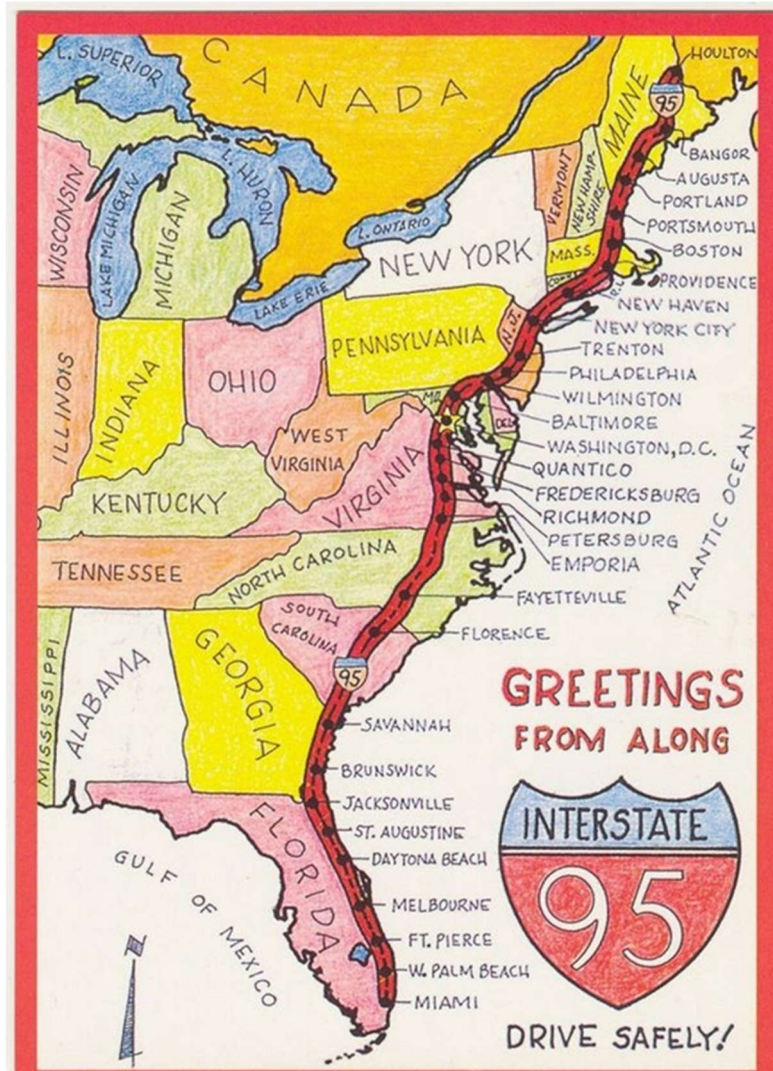 L. SUPERIOR
CANADA
HOULTON
95
MAINE
WISCONSIN
LAKE MICHIGAN
MICHIGAN
L. HURON
L. ONTARIO
LAKE ERIE
VERMONT
NEW HAMP-
SHIRE
BANGOR
AUGUSTA
PORTLAND
PORTSMOUTH
BOSTON
NEW YORK
MASS.
CONN.
R.I.
PROVIDENCE
NEW HAVEN
NEW YORK CITY
N.J.
TRENTON
PHILADELPHIA
WILMINGTON
BALTIMORE
WASHINGTON, D.C.
QUANTICO
FREDERICKSBURG
RICHMOND
PETERSBURG
EMPORIA
PENNSYLVANIA
MD.
DEL.
ILLINOIS
INDIANA
OHIO
WEST
VIRGINIA
VIRGINIA
KENTUCKY
ATLANTIC OCEAN
TENNESSEE
NORTH CAROLINA
FAYETTEVILLE
SOUTH
CAROLINA
FLORENCE
95
MISSISSIPPI
ALABAMA
GEORGIA
SAVANNAH
BRUNSWICK
JACKSONVILLE
ST. AUGUSTINE
DAYTONA BEACH
MELBOURNE
FT. PIERCE
W. PALM BEACH
MIAMI
FLORIDA
GULF OF MEXICO
GREETINGS
FROM ALONG
INTERSTATE
95
DRIVE SAFELY!